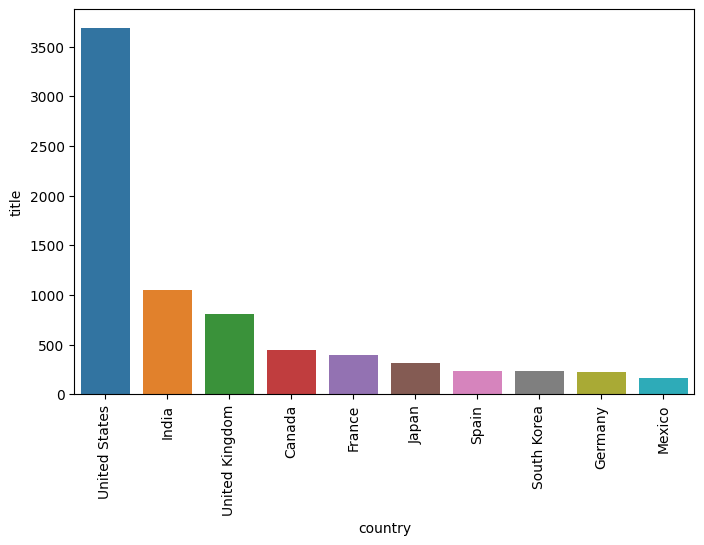 3500
3000
2500
2000
1500
1000
500
0
title
United States
India
United Kingdom
Canada
France
Japan
Spain
South Korea
Germany
Mexico
country